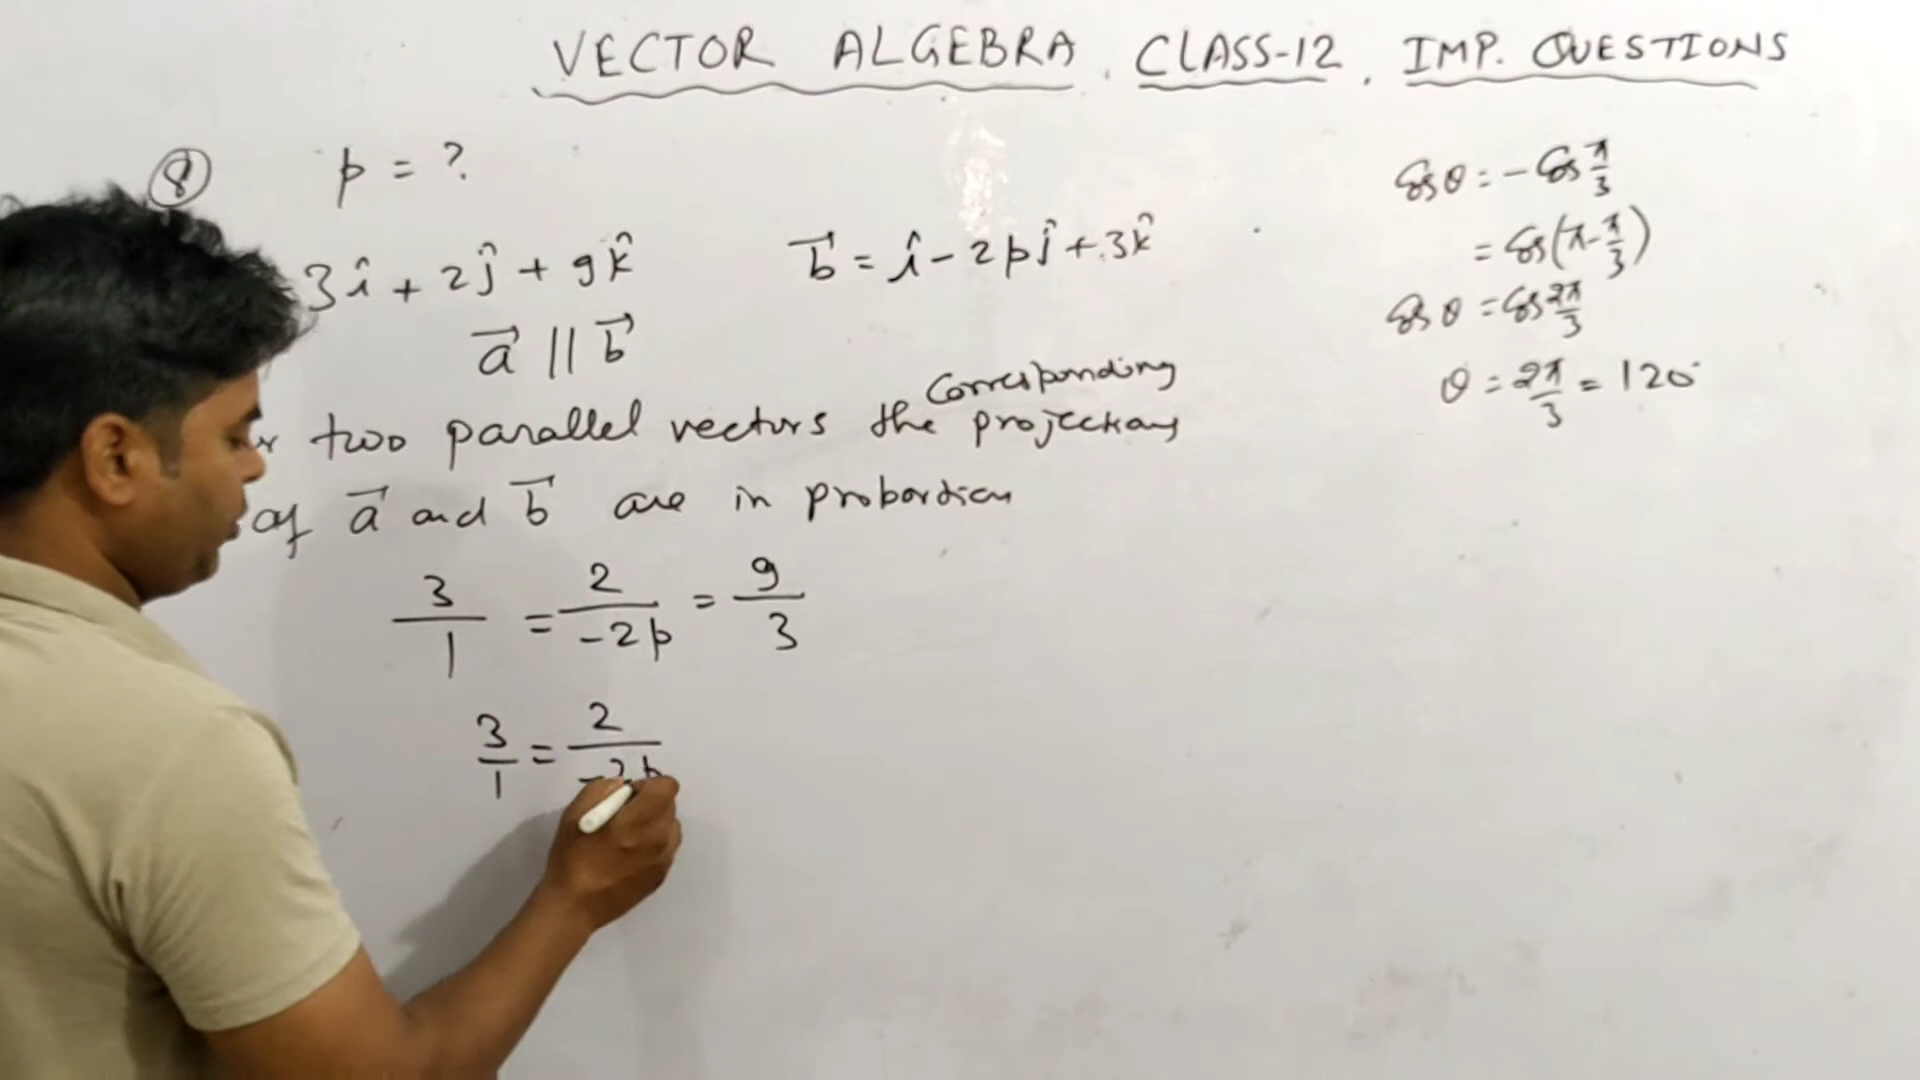 VECTOR ALGEBRA, CLASS-12, IMP. QUESTIONS
⑧ p = ?
3î + 2ĵ + 9k̂
b⃗ = î - 2pĵ + 3k̂
a⃗ || b⃗
two parallel vectors the corresponding projections
of a⃗ and b⃗ are in proportion
3/1 = 2/-2p = 9/3
3/1 = 2/-2p
cos θ = - cos π/3
= cos(π - π/3)
cos θ = cos 2π/3
θ = 2π/3 = 120°